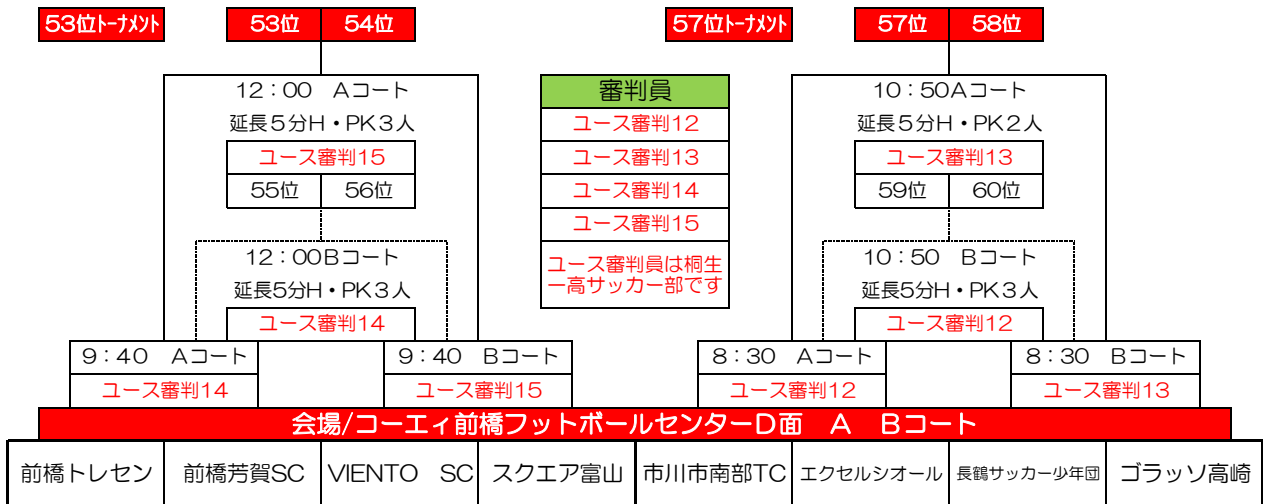 53位トーナメント 53位 54位 57位トーナメント 57位 58位
12:00 Aコート
延長5分H・PK3人
ユース審判15
55位 56位
12:00Bコート
延長5分H・PK3人
ユース審判14
9:40 Aコート 9:40 Bコート
ユース審判14 ユース審判15
審判員
ユース審判12
ユース審判13
ユース審判14
ユース審判15
ユース審判員は桐生
一高サッカー部です
10:50Aコート
延長5分H・PK2人
ユース審判13
59位 60位
10:50 Bコート
延長5分H・PK3人
ユース審判12
8:30 Aコート 8:30 Bコート
ユース審判12 ユース審判13
会場/コーエィ前橋フットボールセンターD面 A Bコート
前橋トレセン 前橋芳賀SC VIENTO SC スクエア富山 市川市南部TC エクセルシオール 長鶴サッカー少年団 ゴラッソ高崎